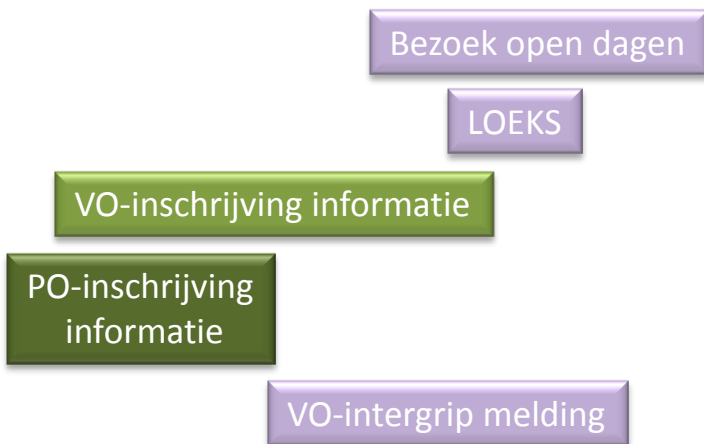 Bezoek open dagen
LOEKS
VO-inschrijving informatie
PO-inschrijving
informatie
VO-intergrip melding